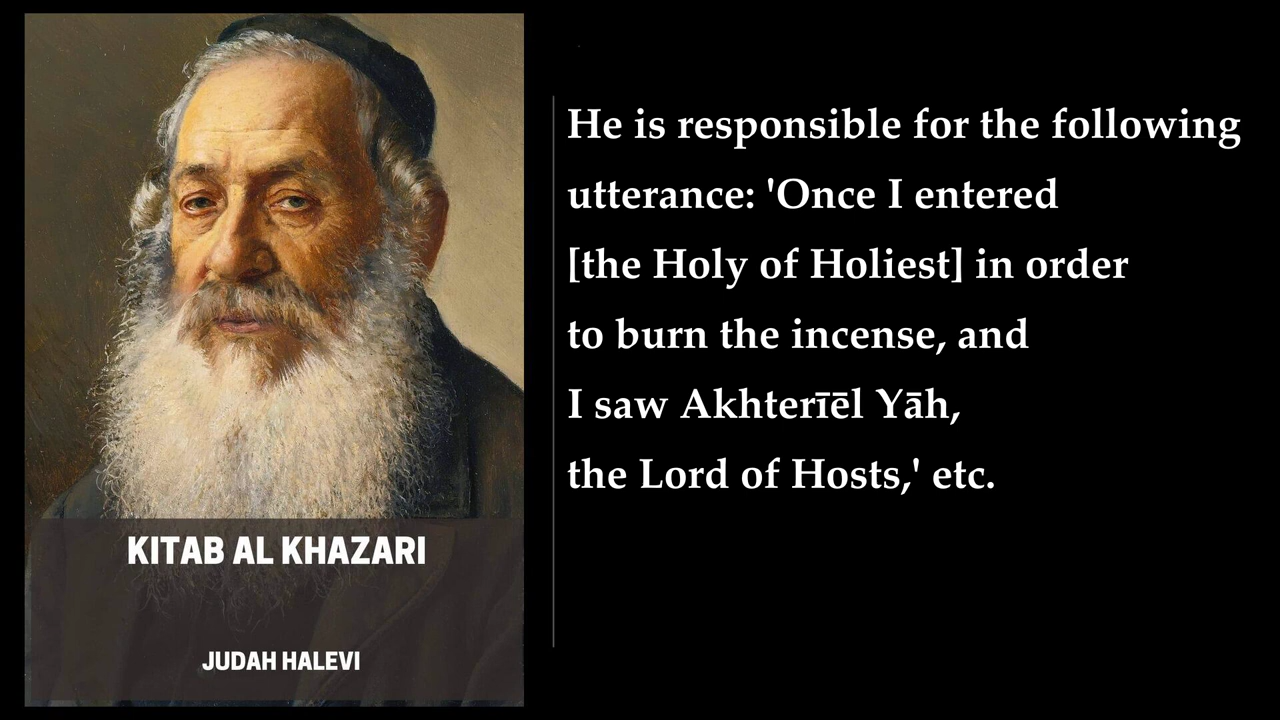 KITAB AL KHAZARI
JUDAH HALEVI
He is responsible for the following
utterance: 'Once I entered
[the Holy of Holiest] in order
to burn the incense, and
I saw Akhterīēl Yāh,
the Lord of Hosts,' etc.